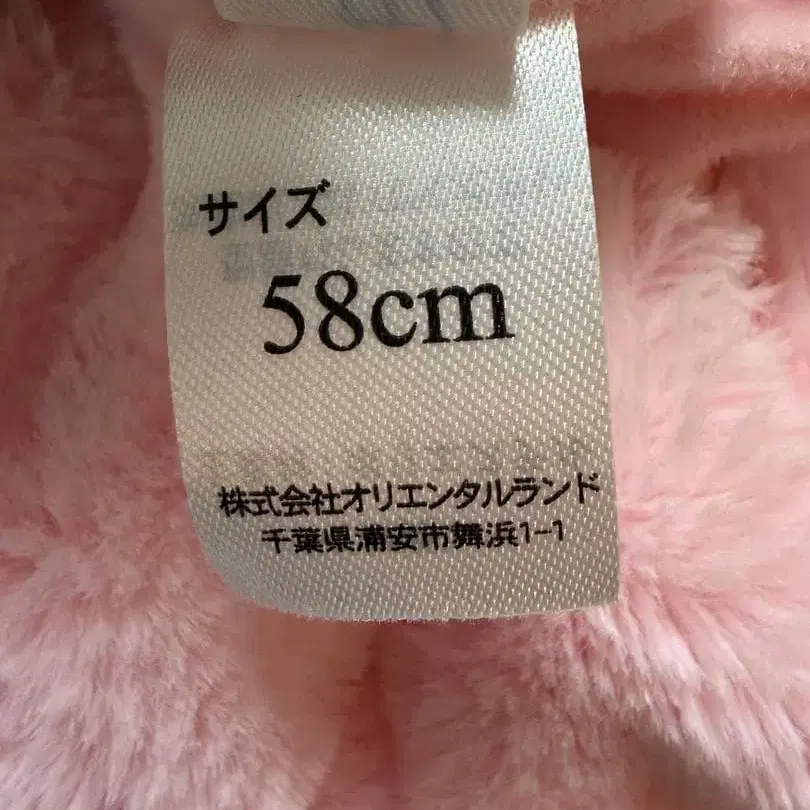 サイズ
58cm
株式会社オリエンタルランド
千葉県浦安市舞浜1-1